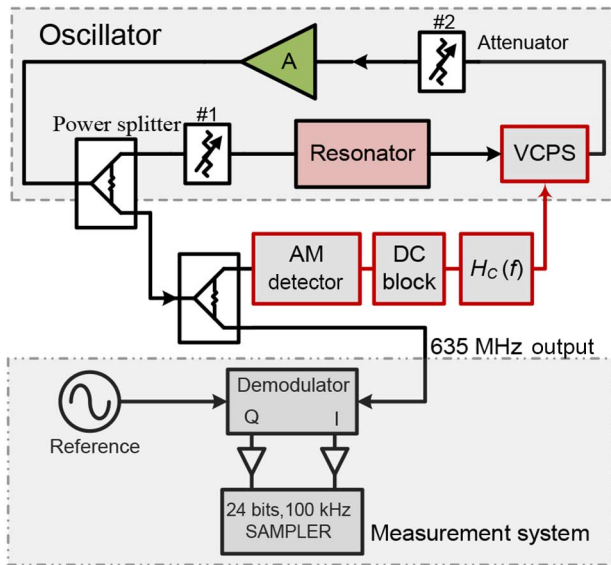 Oscillator
#2
Attenuator
A
Power splitter
#1
Resonator
VCPS
AM
detector
DC
block
H_C (f)
635 MHz output
Demodulator
Q
I
Reference
24 bits,100 kHz
SAMPLER
Measurement system